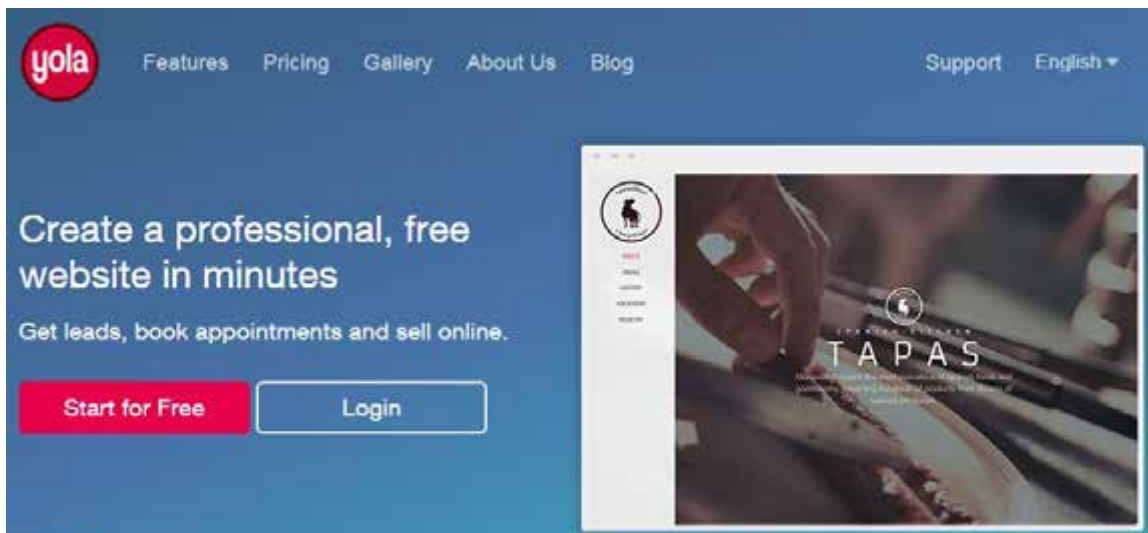 yola
Features Pricing Gallery About Us Blog
Support English
Create a professional, free
website in minutes
Get leads, book appointments and sell online.
Start for Free Login
TAPAS